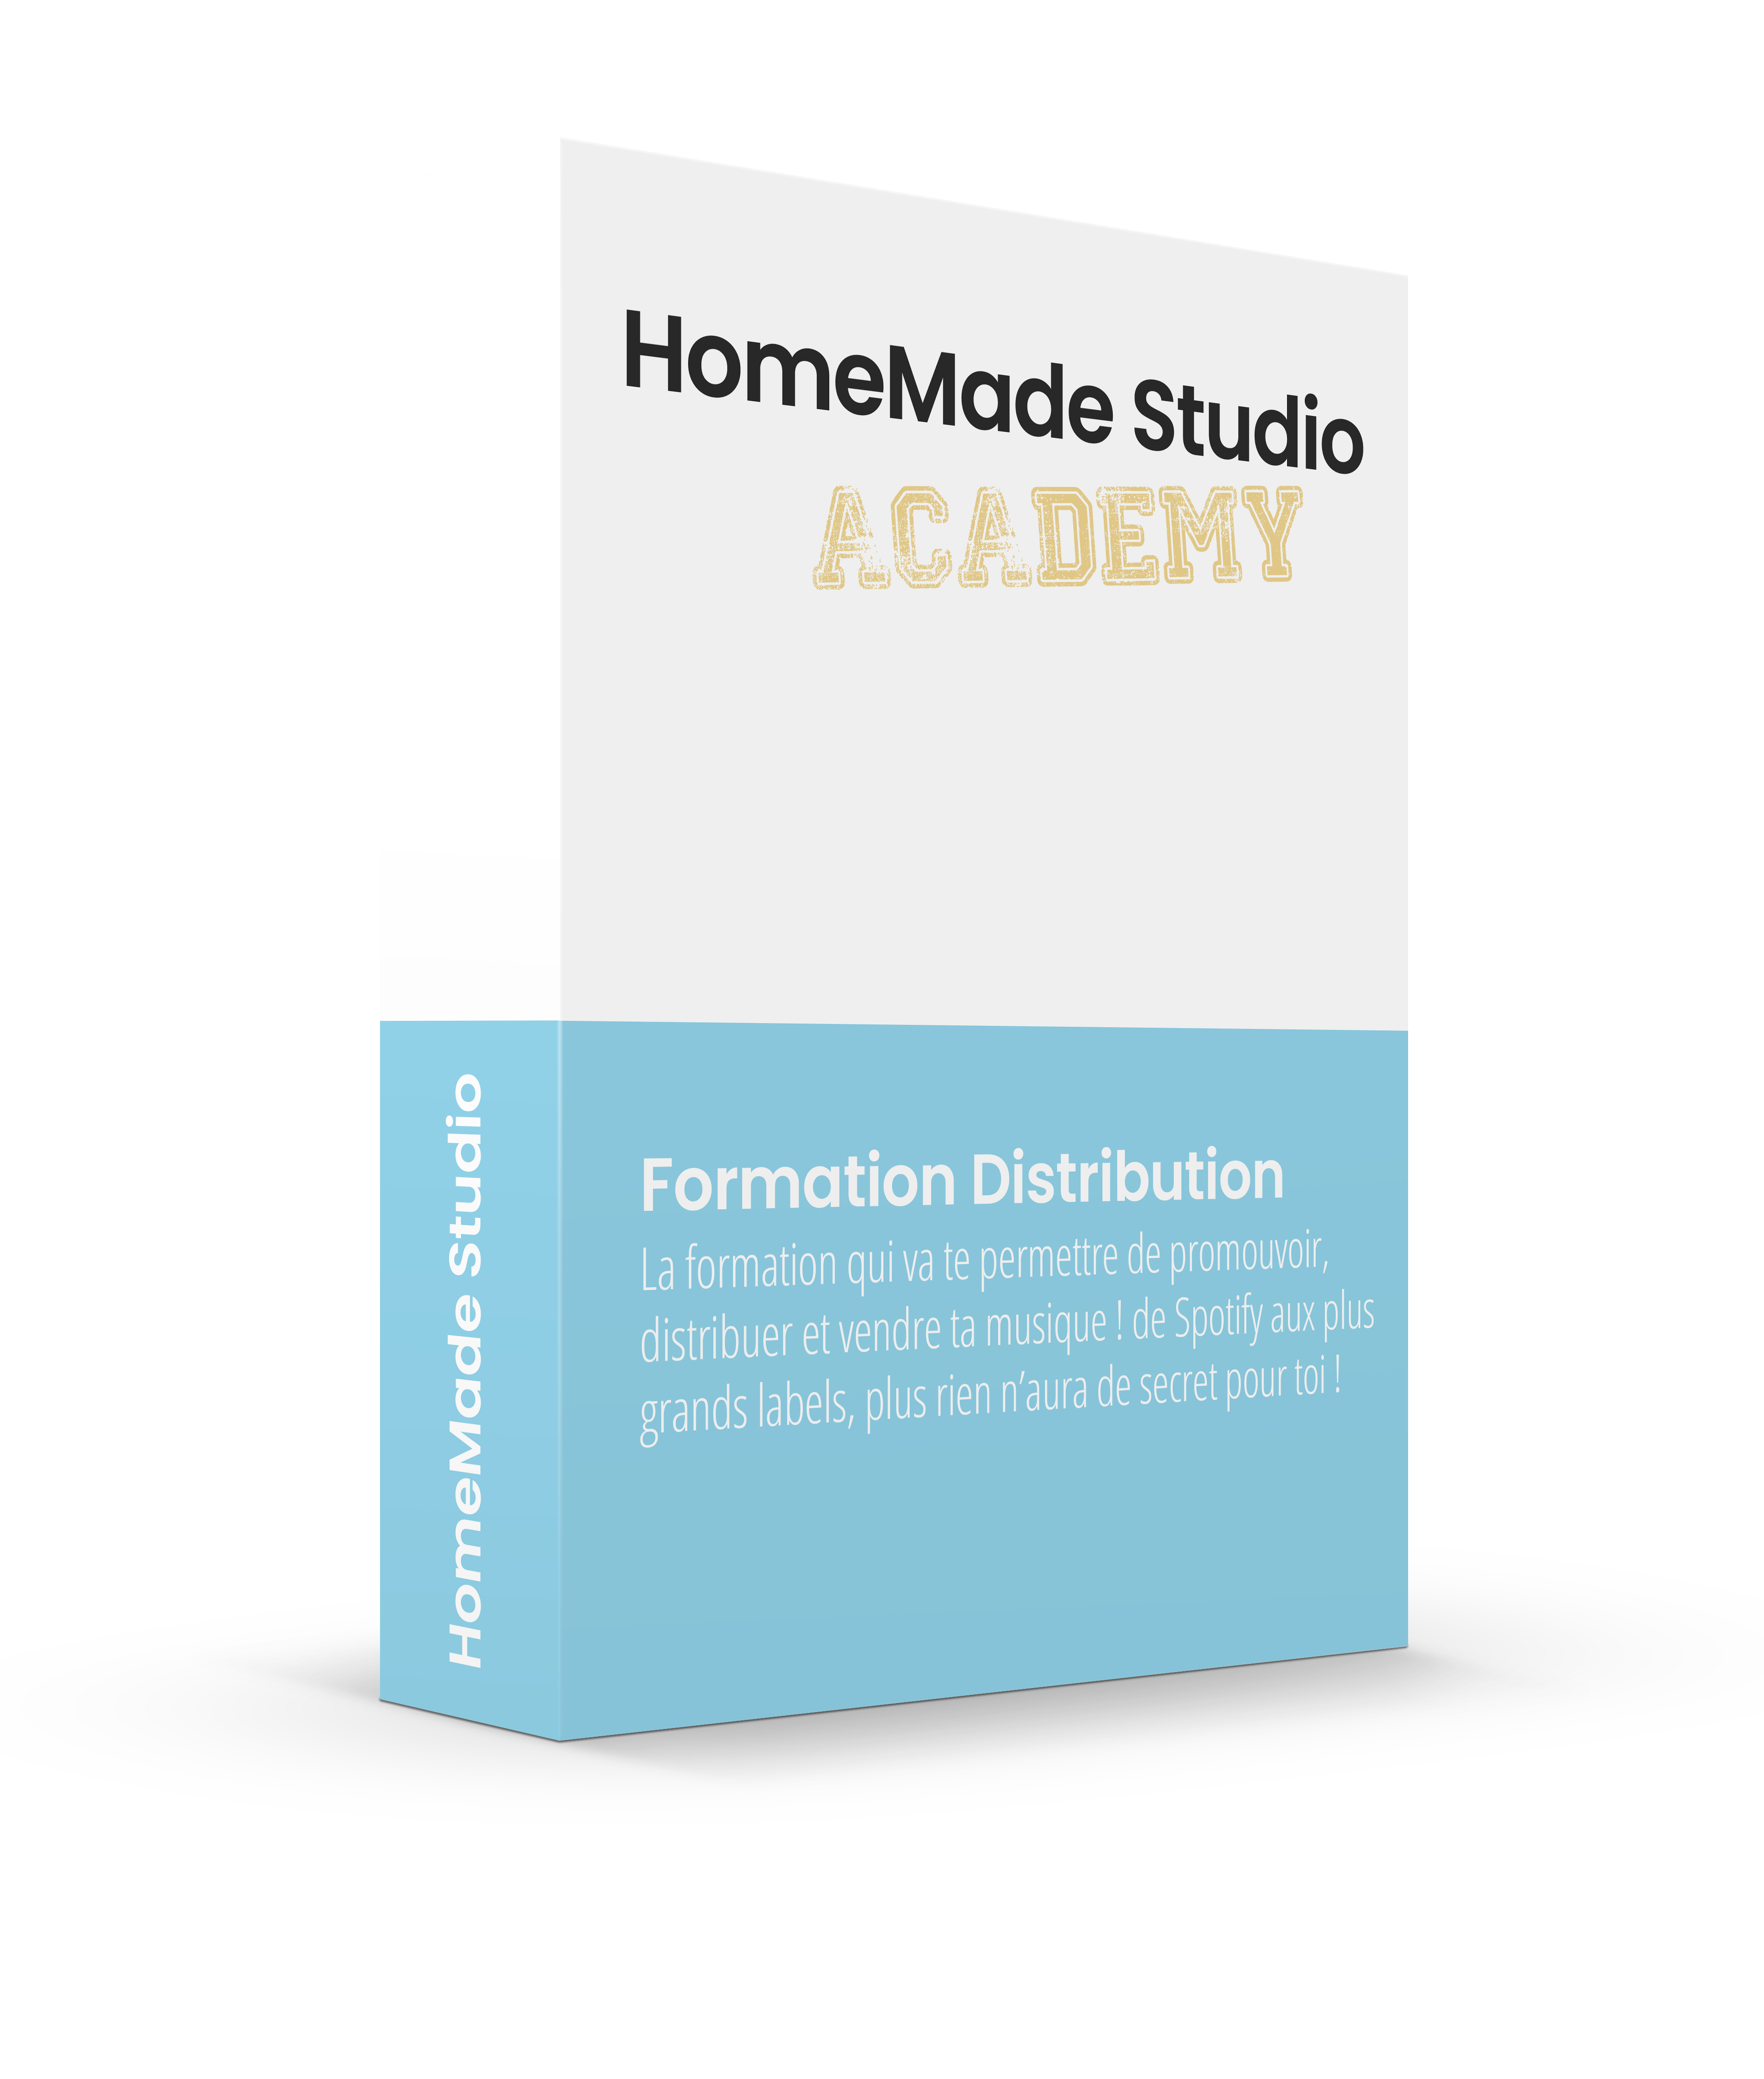 HomeMade Studio
ACADEMY
HomeMade Studio
Formation Distribution
La formation qui va te permettre de promouvoir,
distribuer et vendre ta musique ! de Spotify aux plus
grands labels, plus rien n’aura de secret pour toi !